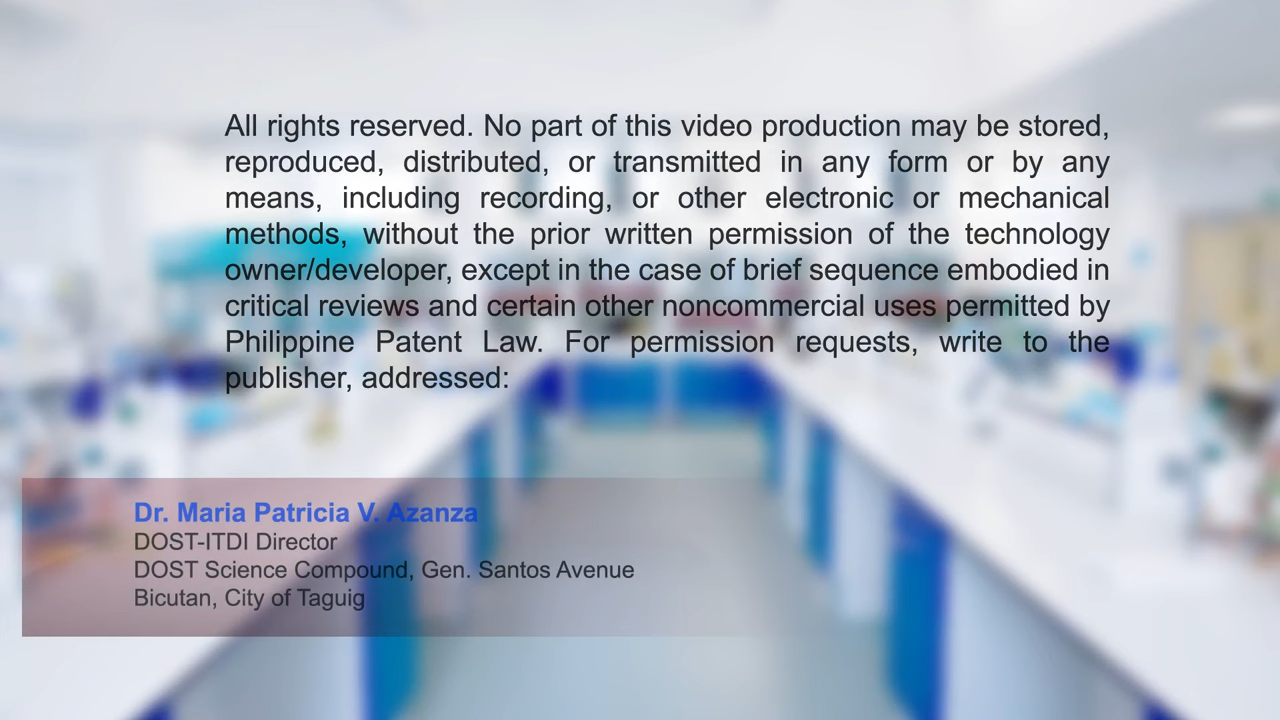 All rights reserved. No part of this video production may be stored,
reproduced, distributed, or transmitted in any form or by any
means, including recording, or other electronic or mechanical
methods, without the prior written permission of the technology
owner/developer, except in the case of brief sequence embodied in
critical reviews and certain other noncommercial uses permitted by
Philippine Patent Law. For permission requests, write to the
publisher, addressed:
Dr. Maria Patricia V. Azanza
DOST-ITDI Director
DOST Science Compound, Gen. Santos Avenue
Bicutan, City of Taguig